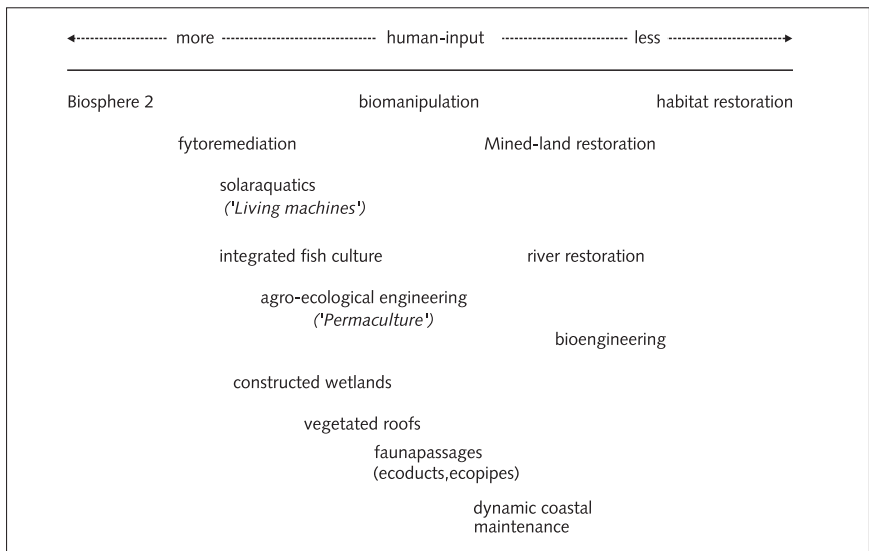 more human-input less
Biosphere 2 biomanipulation habitat restoration
fytoremediation Mined-land restoration
solaraquatics
('Living machines')
integrated fish culture river restoration
agro-ecological engineering
('Permaculture')
bioengineering
constructed wetlands
vegetated roofs
faunapassages
(ecoducts,ecopipes)
dynamic coastal
maintenance